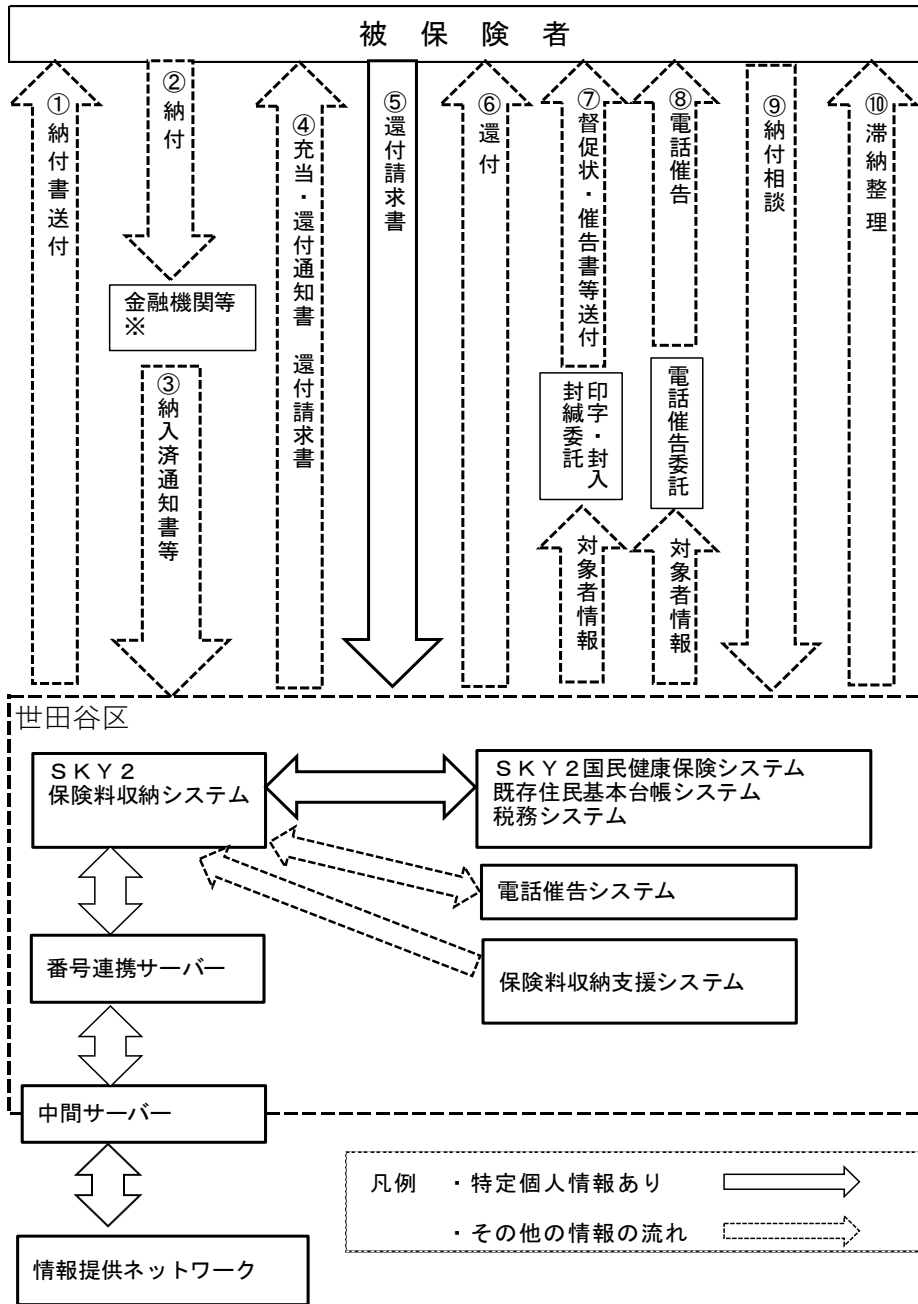 被保険者
①納付書送付
②納付
金融機関等
※
③納入済通知書等
④充当・還付通知書　還付請求書
⑤還付請求書
⑥還付
⑦督促状・催告書等送付
印字・封入
封緘委託
対象者情報
⑧電話催告
電話催告委託
対象者情報
⑨納付相談
⑩滞納整理
世田谷区
ＳＫＹ２
保険料収納システム
ＳＫＹ２国民健康保険システム
既存住民基本台帳システム
税務システム
電話催告システム
保険料収納支援システム
番号連携サーバー
中間サーバー
情報提供ネットワーク
凡例　・特定個人情報あり
・その他の情報の流れ